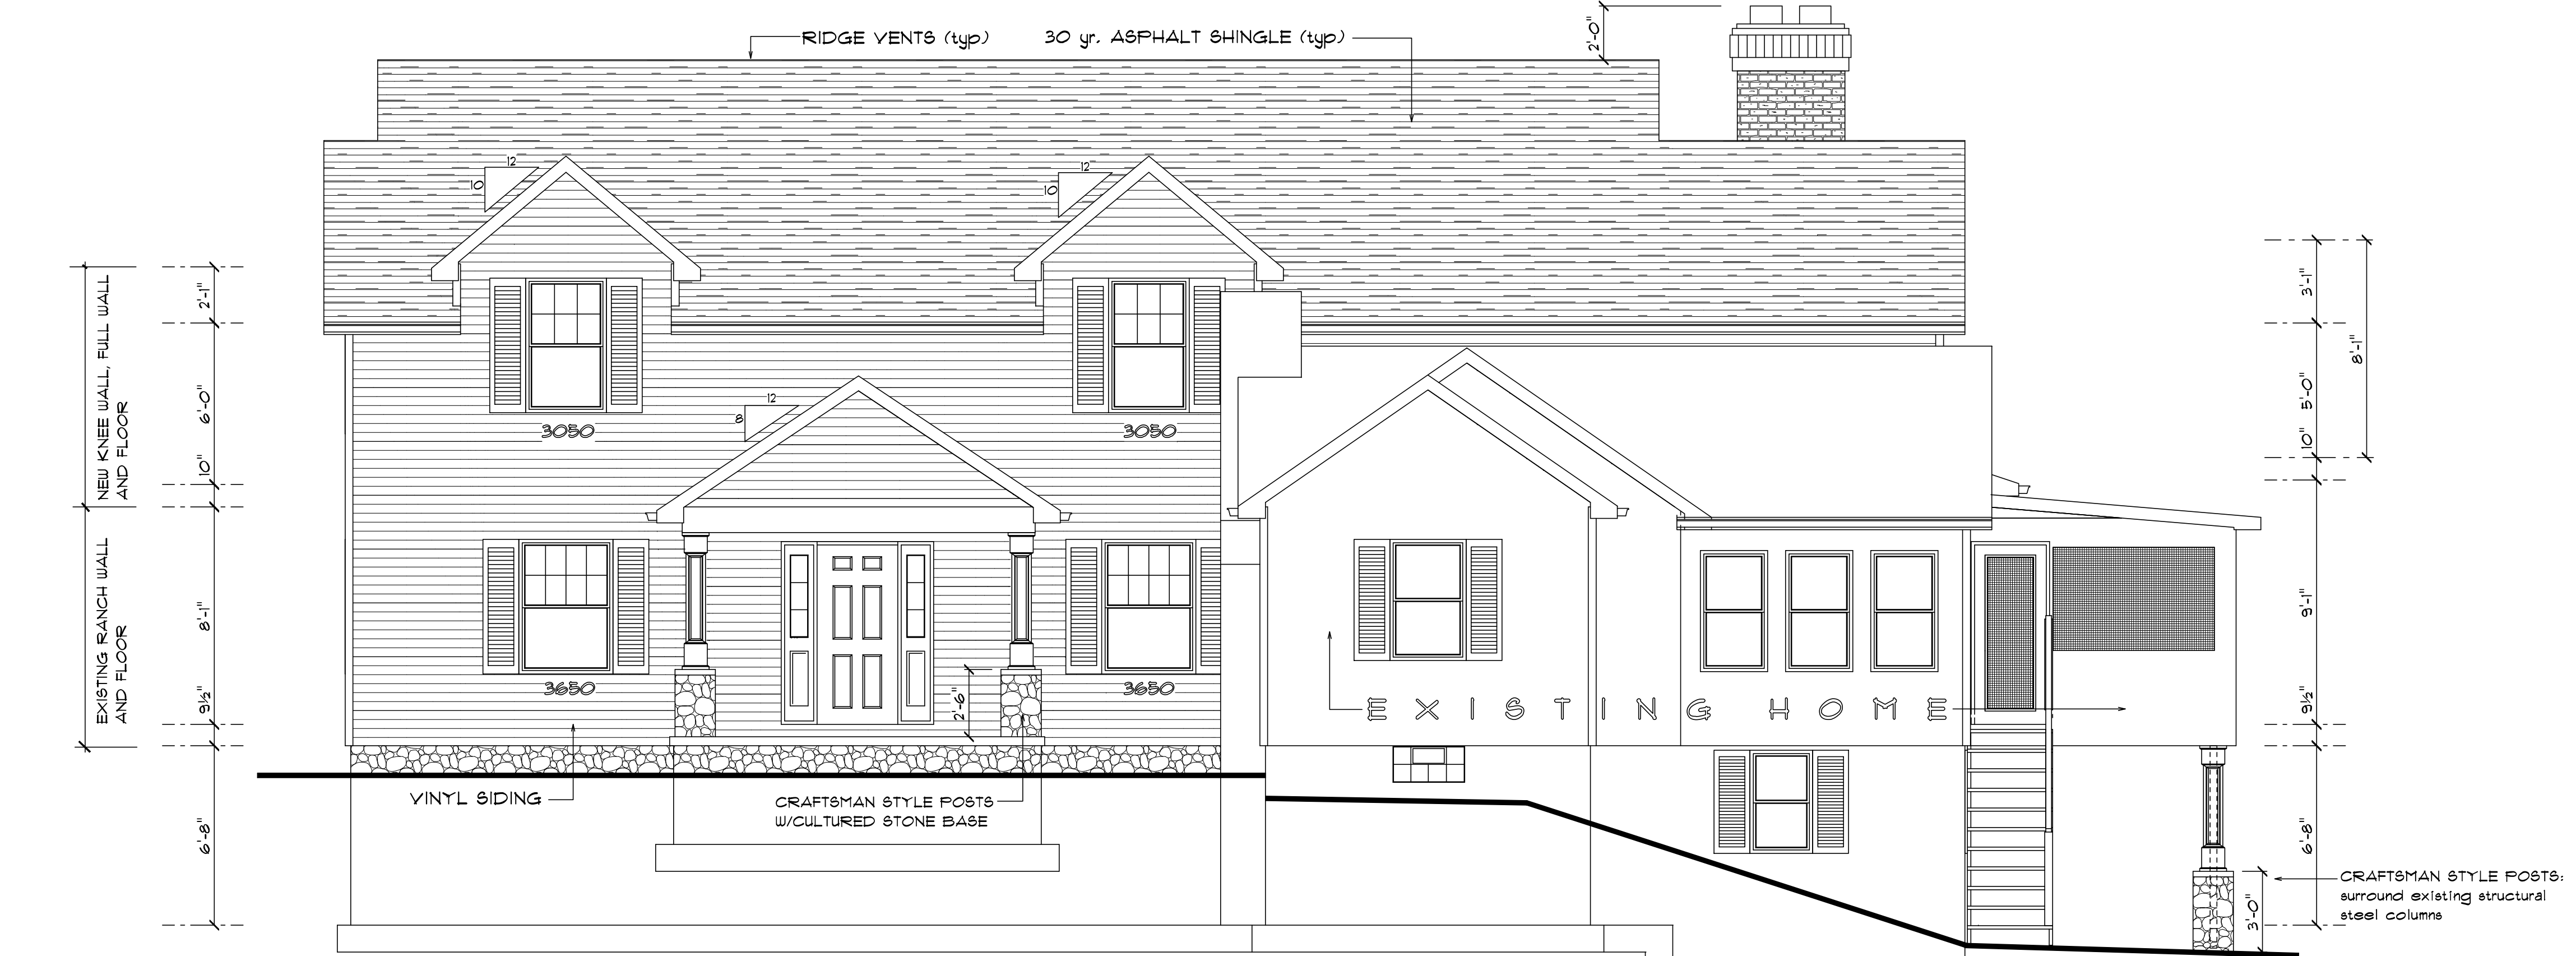 RIDGE VENTS (typ)
30 yr. ASPHALT SHINGLE (typ)
2'-0"
12
10
12
10
NEW KNEE WALL, FULL WALL
AND FLOOR
2'-1"
6'-0"
10"
3'-1"
5'-0"
10"
8'-1"
12
8
3050
3050
EXISTING RANCH WALL
AND FLOOR
8'-1"
9½"
9'-1"
9½"
3650
3650
2'-6"
EXISTING HOME
VINYL SIDING
CRAFTSMAN STYLE POSTS
W/CULTURED STONE BASE
6'-8"
6'-8"
3'-0"
CRAFTSMAN STYLE POSTS:
surround existing structural
steel columns